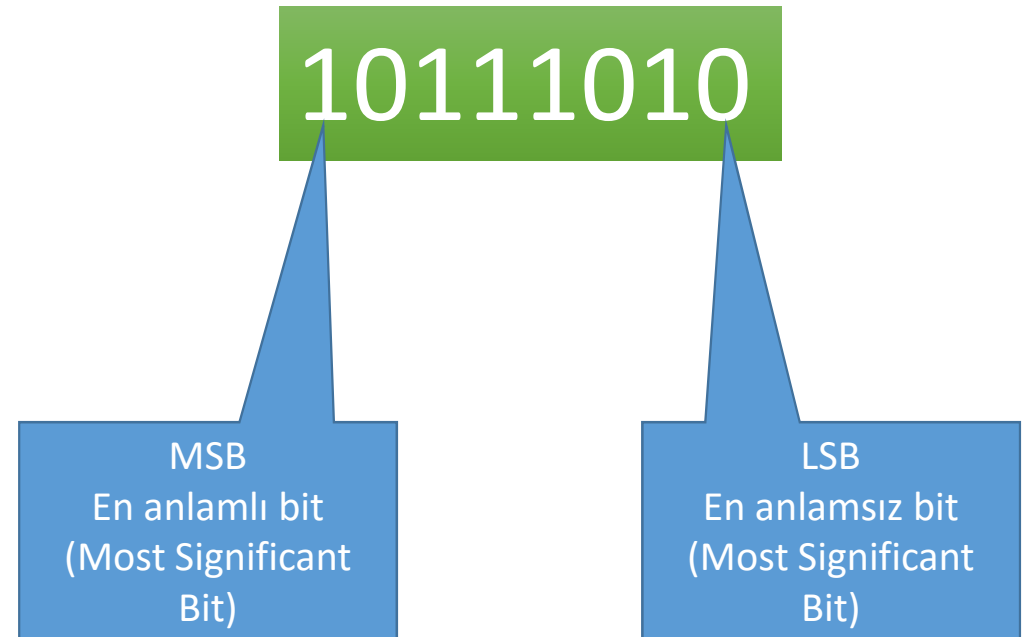 10111010
MSB
En anlamlı bit
(Most Significant
Bit)
LSB
En anlamsız bit
(Most Significant
Bit)